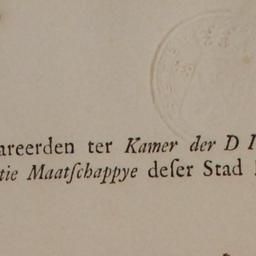 areerden ter Kamer der D I
tie Maatſchappye deſer Stad